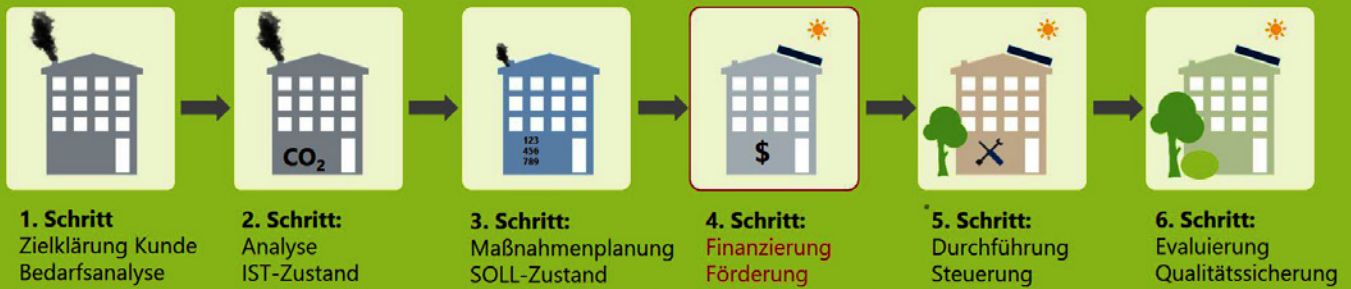 CO₂
123
456
789
$
1. Schritt
Zielklärung Kunde
Bedarfsanalyse
2. Schritt:
Analyse
IST-Zustand
3. Schritt:
Maßnahmenplanung
SOLL-Zustand
4. Schritt:
Finanzierung
Förderung
5. Schritt:
Durchführung
Steuerung
6. Schritt:
Evaluierung
Qualitätssicherung